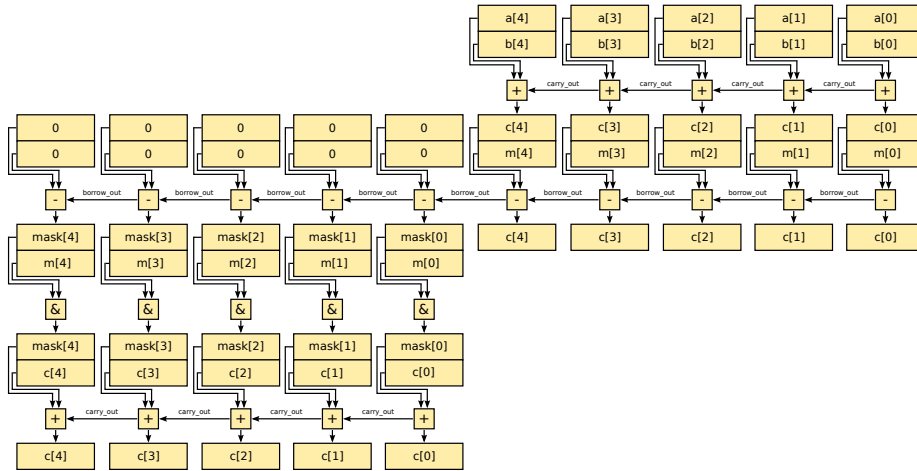 a[4] a[3] a[2] a[1] a[0]
b[4] b[3] b[2] b[1] b[0]
+ carry_out + carry_out + carry_out + carry_out +
0 0 0 0 0 c[4] c[3] c[2] c[1] c[0]
0 0 0 0 0 m[4] m[3] m[2] m[1] m[0]
- borrow_out - borrow_out - borrow_out - borrow_out - borrow_out - borrow_out - borrow_out - borrow_out - borrow_out -
mask[4] mask[3] mask[2] mask[1] mask[0] c[4] c[3] c[2] c[1] c[0]
m[4] m[3] m[2] m[1] m[0]
& & & & &
mask[4] mask[3] mask[2] mask[1] mask[0]
c[4] c[3] c[2] c[1] c[0]
+ carry_out + carry_out + carry_out + carry_out +
c[4] c[3] c[2] c[1] c[0]